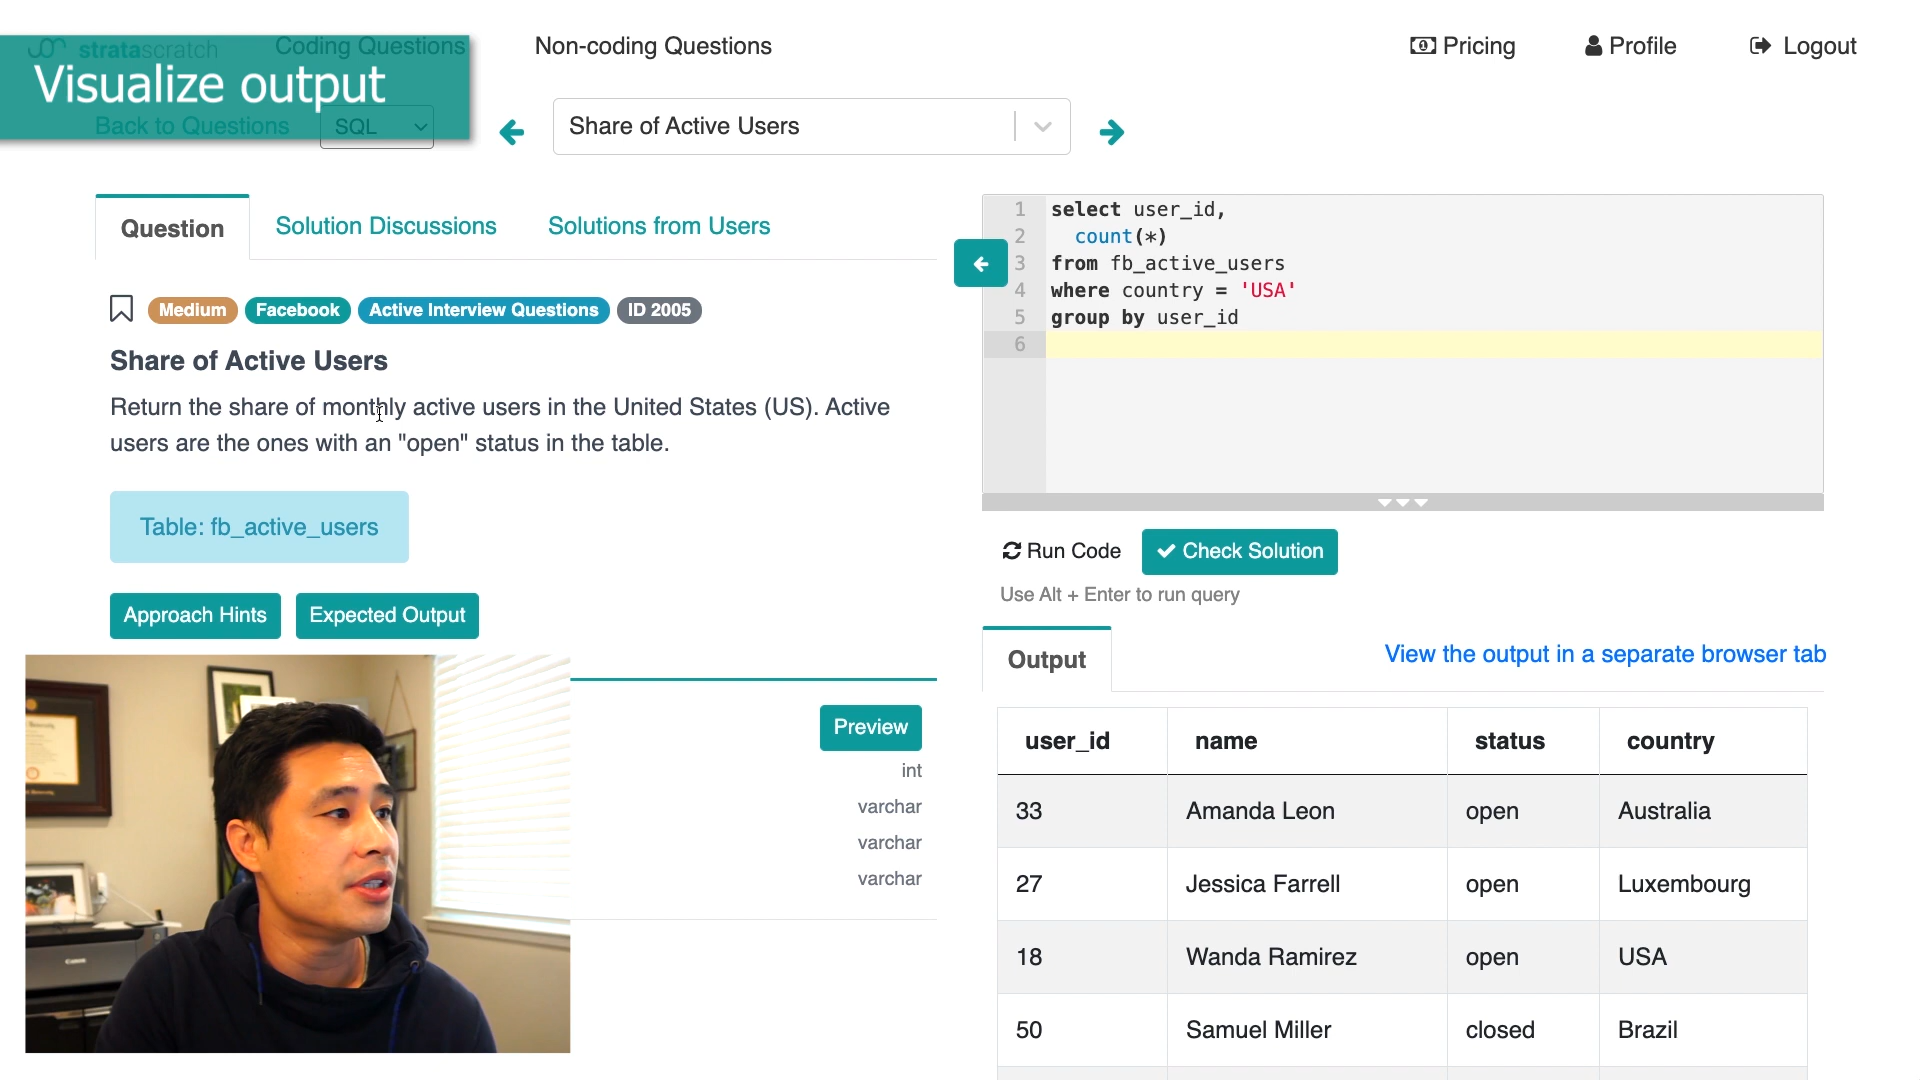 stratascratch
Coding Questions
Non-coding Questions
Pricing
Profile
Logout
Visualize output
Back to Questions
SQL
Share of Active Users
Question
Solution Discussions
Solutions from Users
Medium
Facebook
Active Interview Questions
ID 2005
Share of Active Users
Return the share of monthly active users in the United States (US). Active
users are the ones with an "open" status in the table.
Table: fb_active_users
Approach Hints
Expected Output
Preview
int
varchar
varchar
varchar
Canon
1 select user_id,
2 count(*)
3 from fb_active_users
4 where country = 'USA'
5 group by user_id
6
Run Code
Check Solution
Use Alt + Enter to run query
Output
View the output in a separate browser tab
user_id name status country
33 Amanda Leon open Australia
27 Jessica Farrell open Luxembourg
18 Wanda Ramirez open USA
50 Samuel Miller closed Brazil